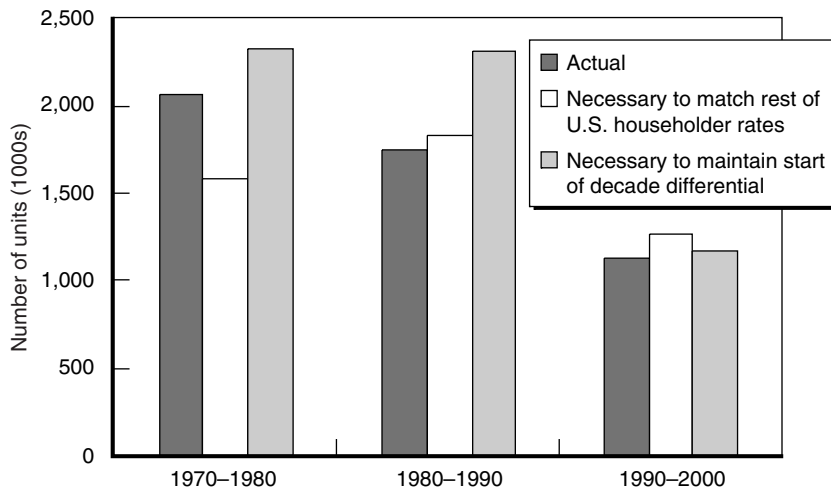 2,500
2,000
1,500
1,000
500
0
Number of units (1000s)
Actual
Necessary to match rest of
U.S. householder rates
Necessary to maintain start
of decade differential
1970–1980
1980–1990
1990–2000